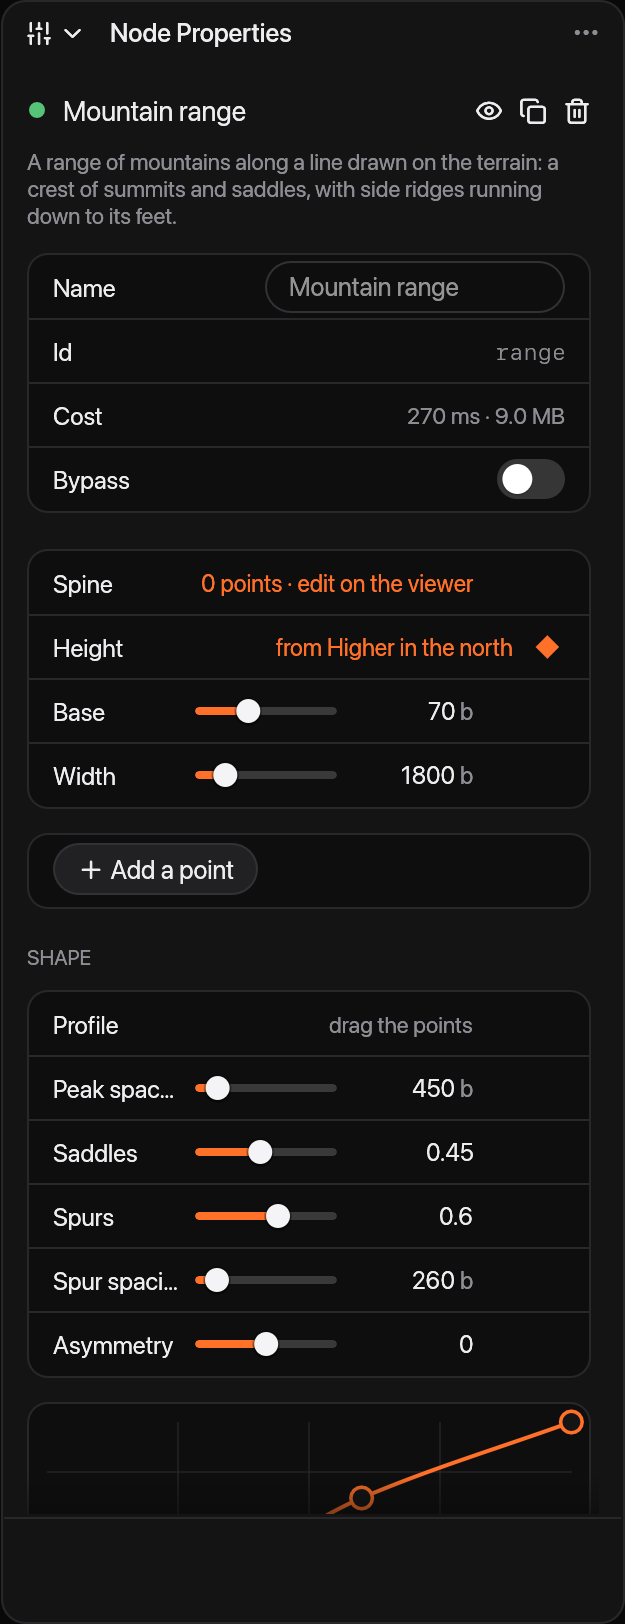 Node Properties
Mountain range
A range of mountains along a line drawn on the terrain: a
crest of summits and saddles, with side ridges running
down to its feet.
Name Mountain range
Id range
Cost 270 ms · 9.0 MB
Bypass
Spine 0 points · edit on the viewer
Height from Higher in the north
Base 70 b
Width 1800 b
+ Add a point
SHAPE
Profile drag the points
Peak spac... 450 b
Saddles 0.45
Spurs 0.6
Spur spaci... 260 b
Asymmetry 0